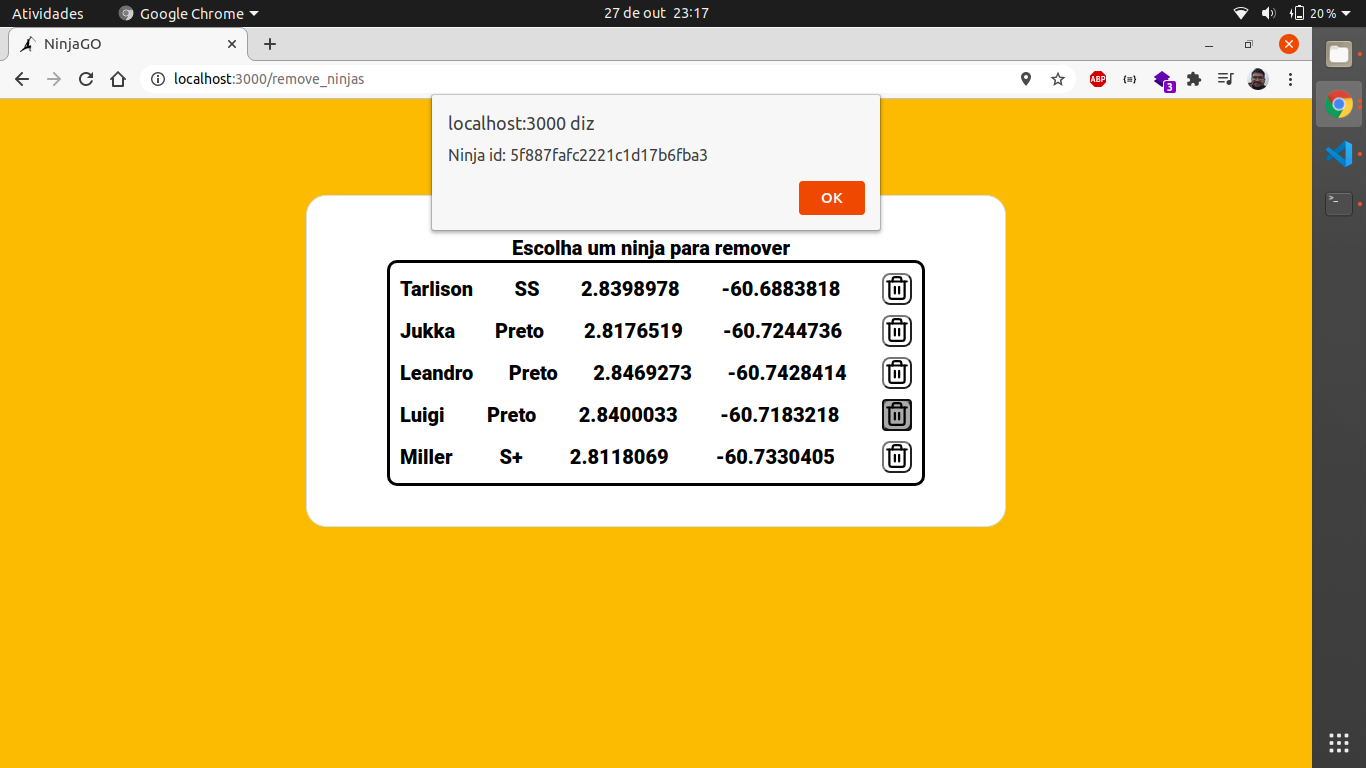 Atividades Google Chrome 27 de out 23:17 20 %
NinjaGO
localhost:3000/remove_ninjas ABP {≡} 3
localhost:3000 diz
Ninja id: 5f887fafc2221c1d17b6fba3
OK
Escolha um ninja para remover
Tarlison SS 2.8398978 -60.6883818
Jukka Preto 2.8176519 -60.7244736
Leandro Preto 2.8469273 -60.7428414
Luigi Preto 2.8400033 -60.7183218
Miller S+ 2.8118069 -60.7330405